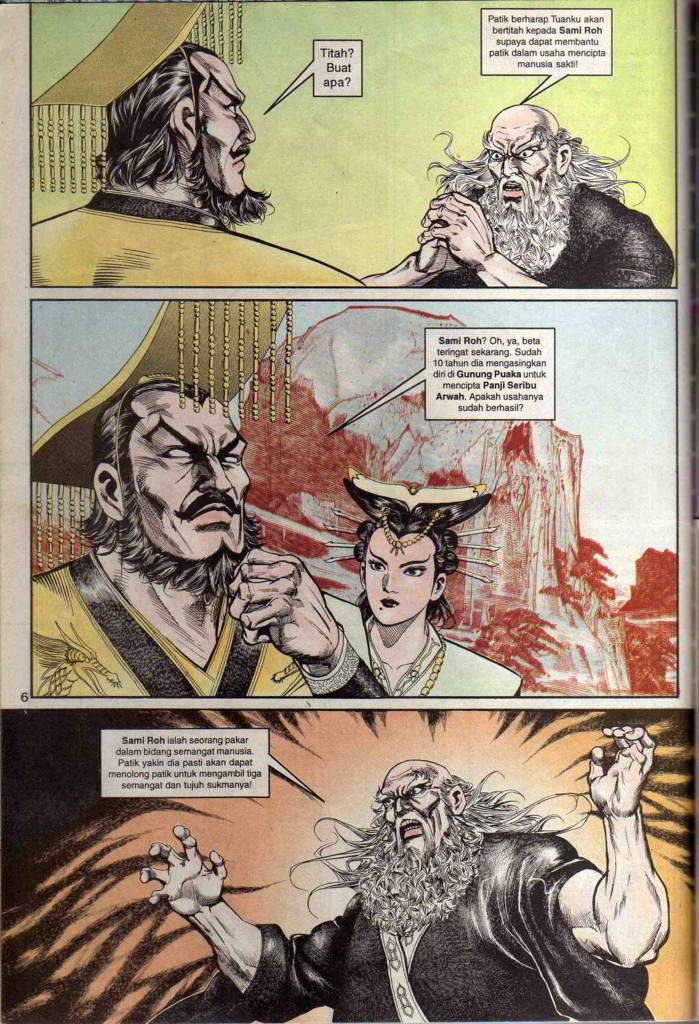 Patik berharap Tuanku akan
bertitah kepada Sami Roh
supaya dapat membantu
patik dalam usaha mencipta
manusia sakti!
Titah?
Buat
apa?
Sami Roh? Oh, ya, beta
teringat sekarang. Sudah
10 tahun dia mengasingkan
diri di Gunung Puaka untuk
mencipta Panji Seribu
Arwah. Apakah usahanya
sudah berhasil?
6
Sami Roh ialah seorang pakar
dalam bidang semangat manusia.
Patik yakin dia pasti akan dapat
menolong patik untuk mengambil tiga
semangat dan tujuh sukmanya!